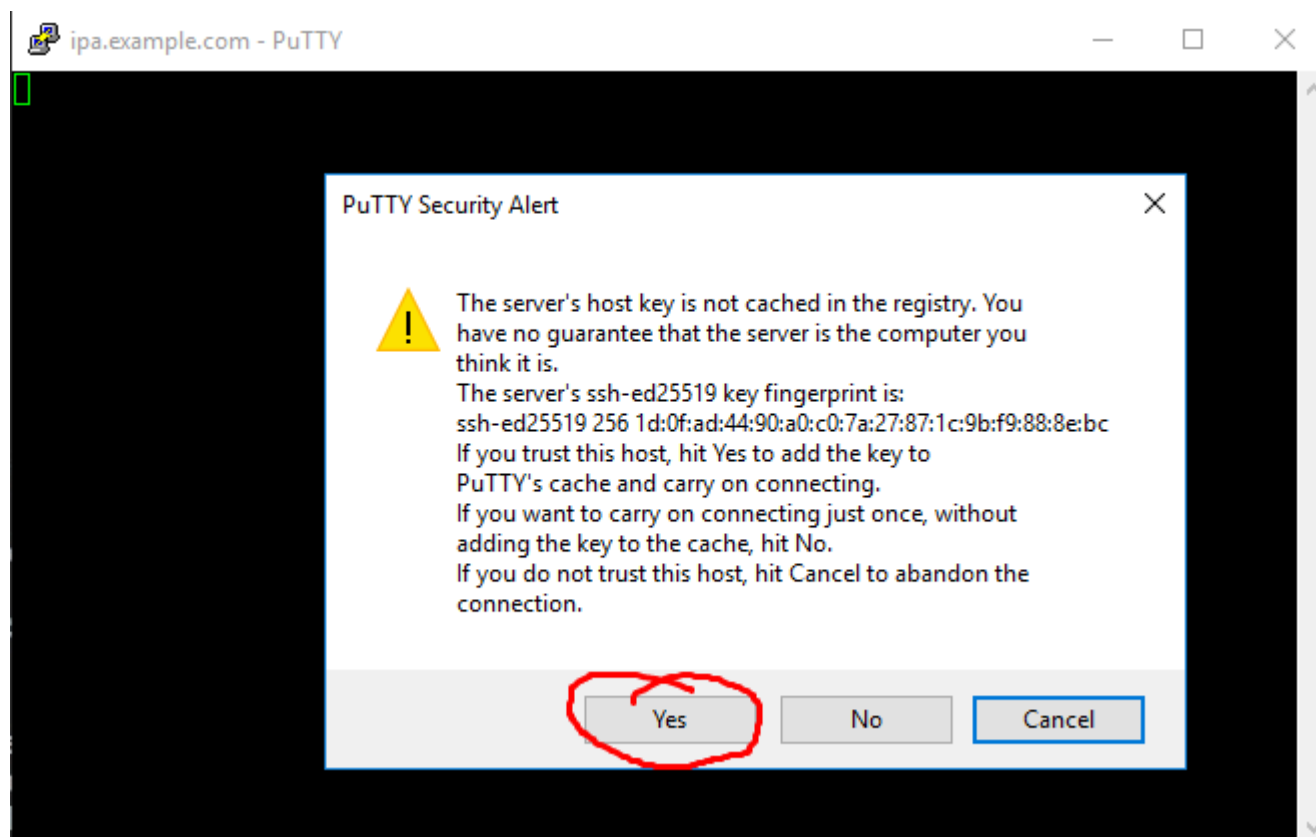 ipa.example.com - PuTTY
PuTTY Security Alert
The server's host key is not cached in the registry. You
have no guarantee that the server is the computer you
think it is.
The server's ssh-ed25519 key fingerprint is:
ssh-ed25519 256 1d:0f:ad:44:90:a0:c0:7a:27:87:1c:9b:f9:88:8e:bc
If you trust this host, hit Yes to add the key to
PuTTY's cache and carry on connecting.
If you want to carry on connecting just once, without
adding the key to the cache, hit No.
If you do not trust this host, hit Cancel to abandon the
connection.
Yes No Cancel